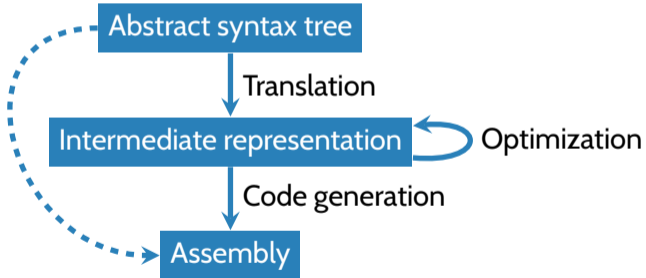 Abstract syntax tree
Translation
Intermediate representation
Optimization
Code generation
Assembly